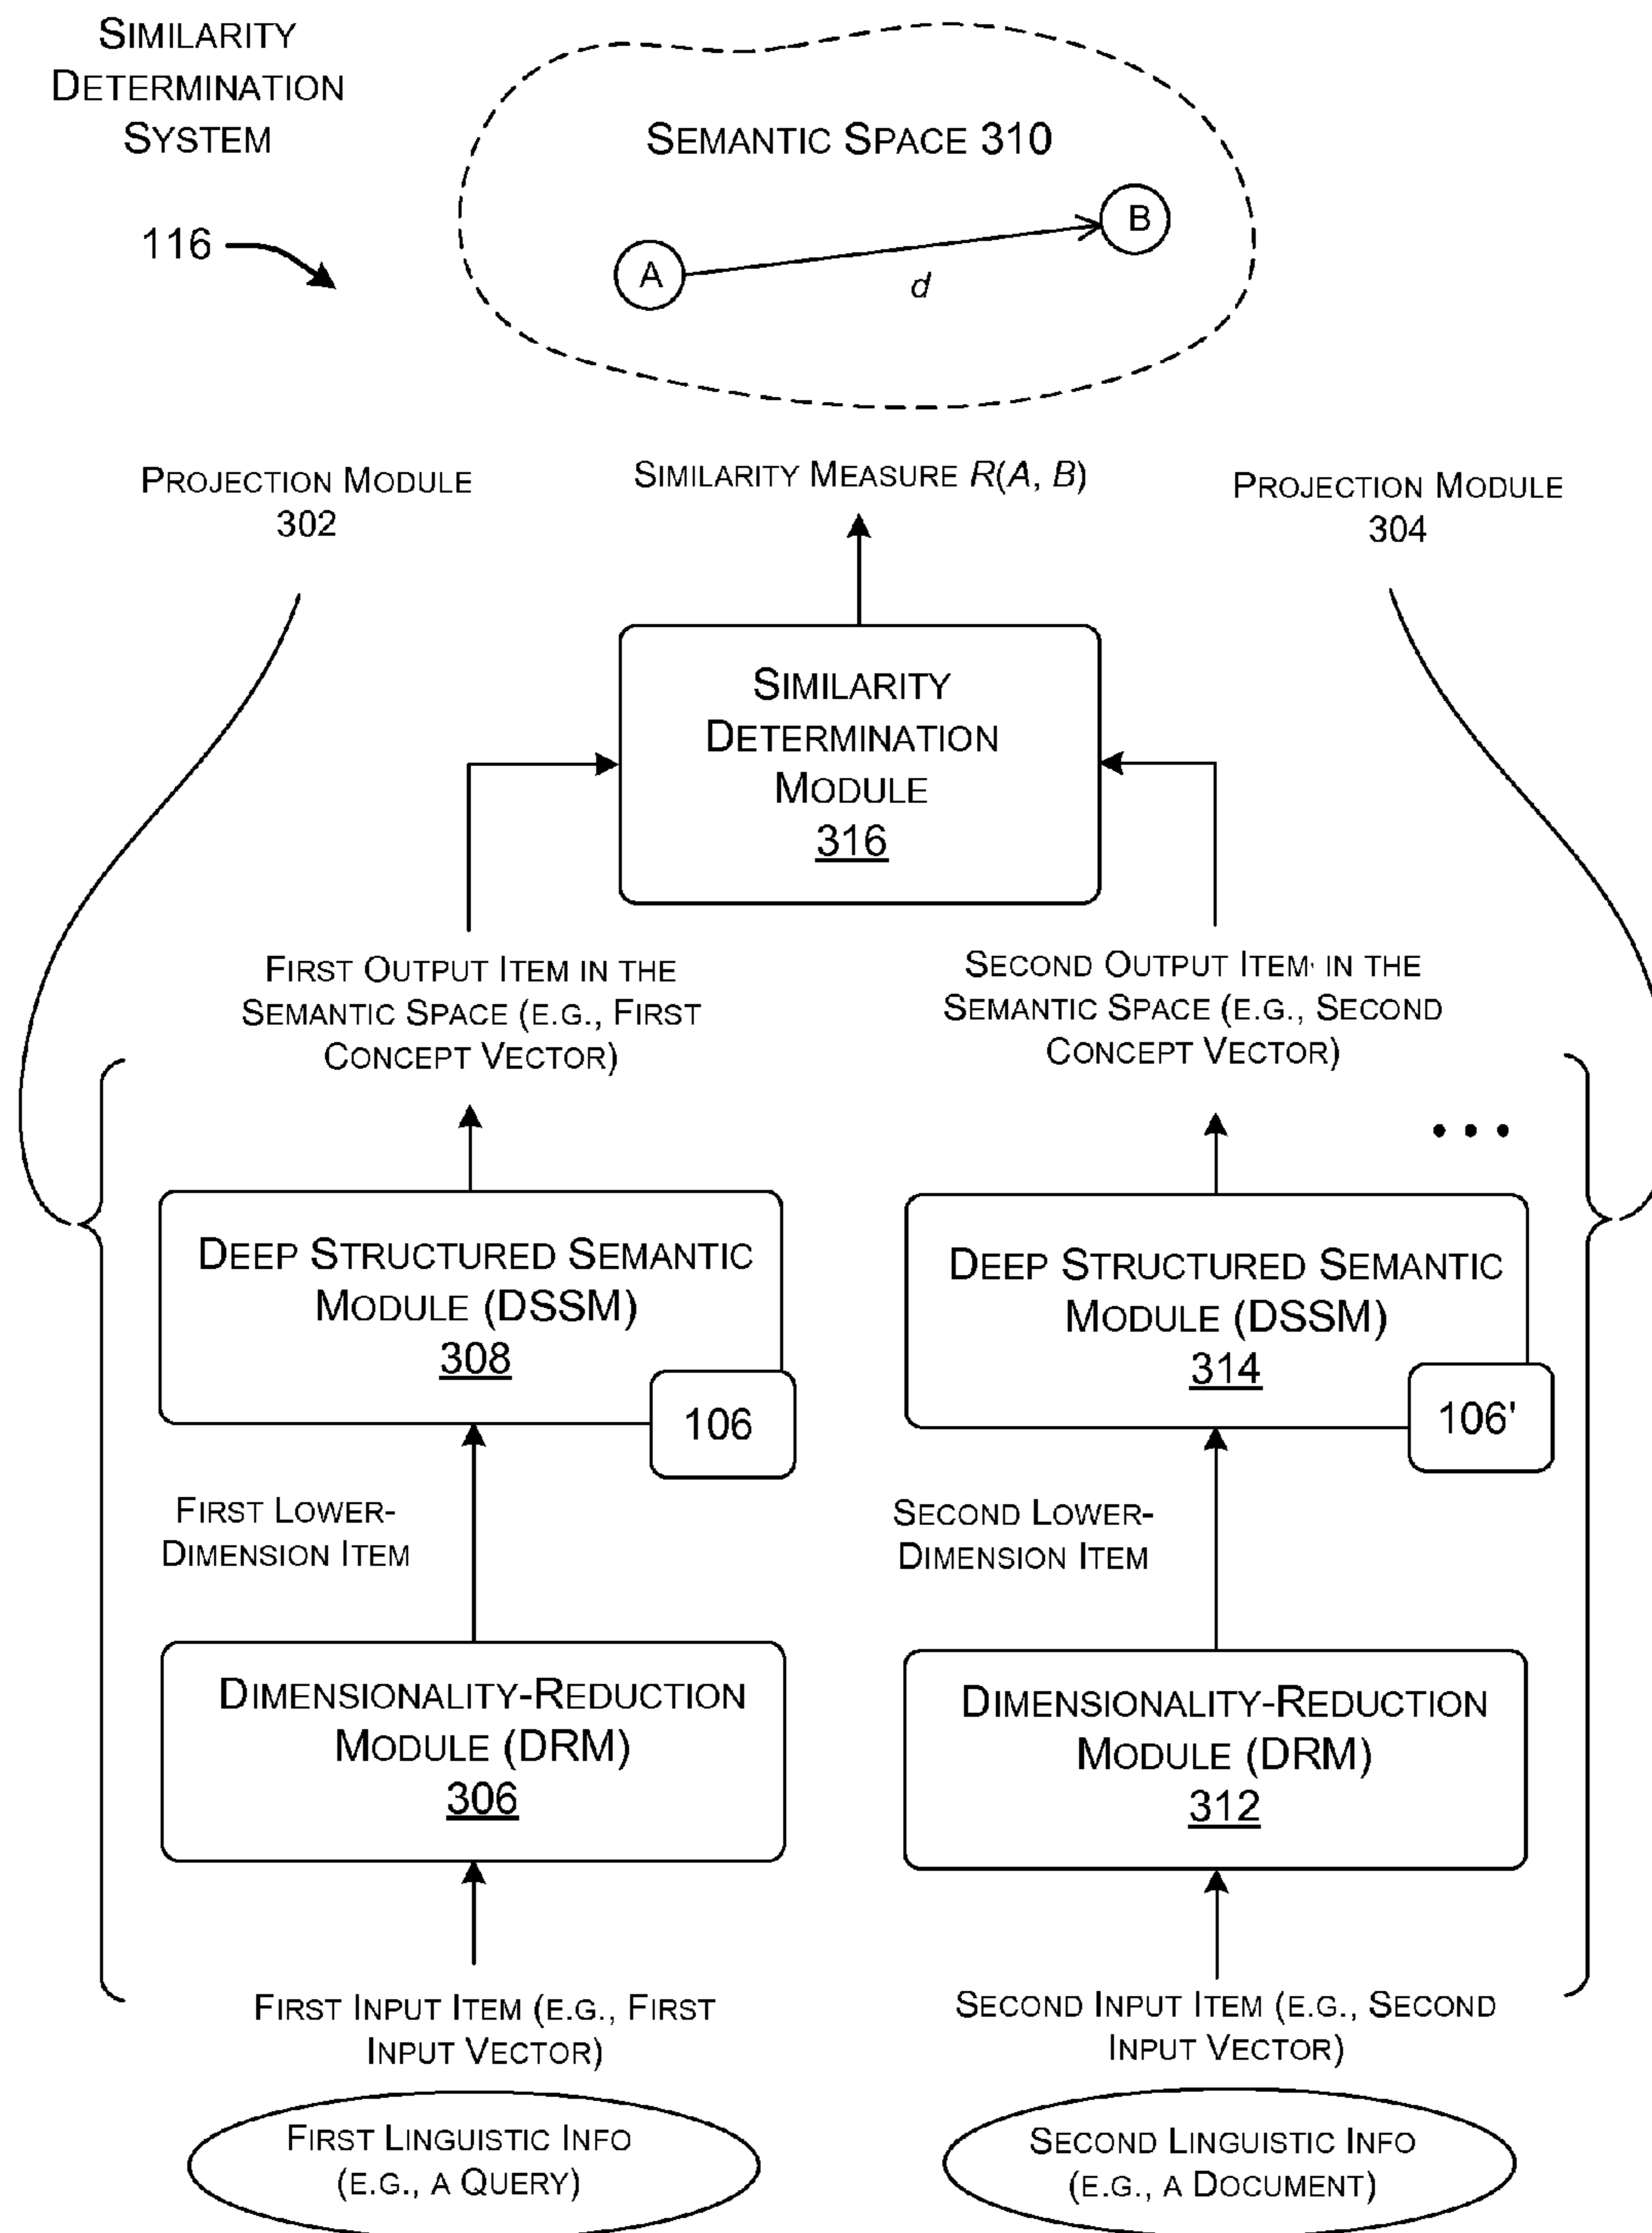 SIMILARITY
DETERMINATION
SYSTEM
116
SEMANTIC SPACE 310
A
B
d
PROJECTION MODULE
302
SIMILARITY MEASURE R(A, B)
PROJECTION MODULE
304
SIMILARITY
DETERMINATION
MODULE
316
FIRST OUTPUT ITEM IN THE
SEMANTIC SPACE (E.G., FIRST
CONCEPT VECTOR)
SECOND OUTPUT ITEM IN THE
SEMANTIC SPACE (E.G., SECOND
CONCEPT VECTOR)
• • •
DEEP STRUCTURED SEMANTIC
MODULE (DSSM)
308
106
DEEP STRUCTURED SEMANTIC
MODULE (DSSM)
314
106'
FIRST LOWER-
DIMENSION ITEM
SECOND LOWER-
DIMENSION ITEM
DIMENSIONALITY-REDUCTION
MODULE (DRM)
306
DIMENSIONALITY-REDUCTION
MODULE (DRM)
312
FIRST INPUT ITEM (E.G., FIRST
INPUT VECTOR)
SECOND INPUT ITEM (E.G., SECOND
INPUT VECTOR)
FIRST LINGUISTIC INFO
(E.G., A QUERY)
SECOND LINGUISTIC INFO
(E.G., A DOCUMENT)